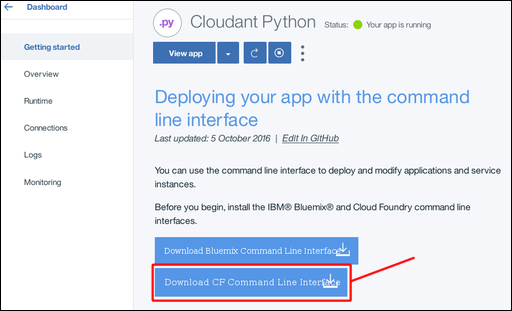 Dashboard
Getting started
Overview
Runtime
Connections
Logs
Monitoring
.py
Cloudant Python
Status: Your app is running
View app
Deploying your app with the command
line interface
Last updated: 5 October 2016 | Edit In GitHub
You can use the command line interface to deploy and modify applications and service
instances.
Before you begin, install the IBM® Bluemix® and Cloud Foundry command line
interfaces.
Download Bluemix Command Line Interface
Download CF Command Line Interface